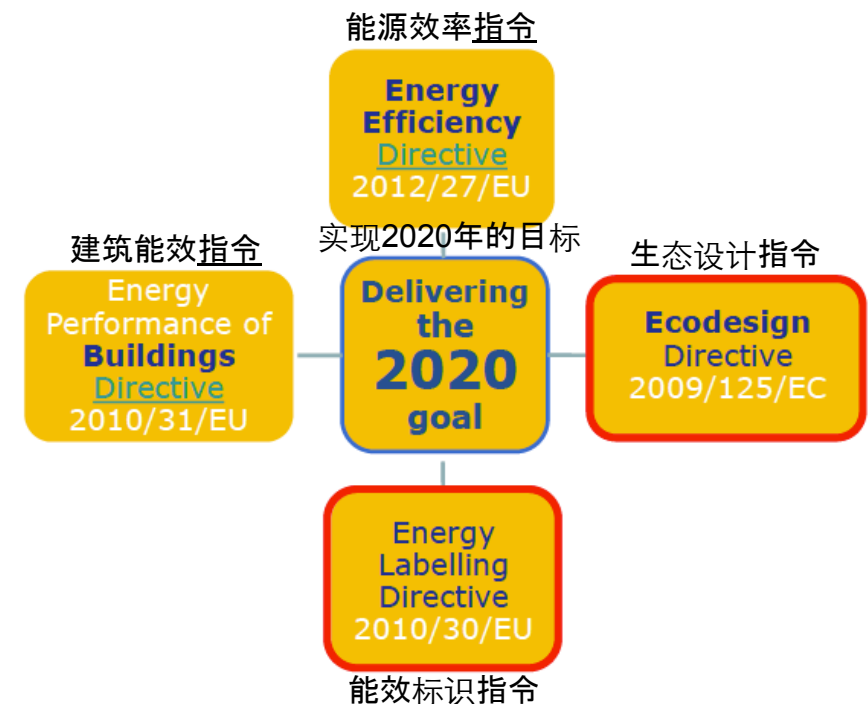 能源效率指令
Energy
Efficiency
Directive
2012/27/EU
建筑能效指令
Energy
Performance of
Buildings
Directive
2010/31/EU
实现2020年的目标
Delivering
the
2020
goal
生态设计指令
Ecodesign
Directive
2009/125/EC
Energy
Labelling
Directive
2010/30/EU
能效标识指令